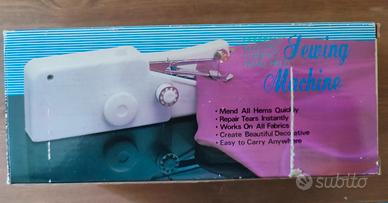 Sewing
Machine
• Mend All Hems Quickly
• Repair Tears Instantly
• Works On All Fabrics
• Create Beautiful Decorative
• Easy to Carry Anywhere
subito